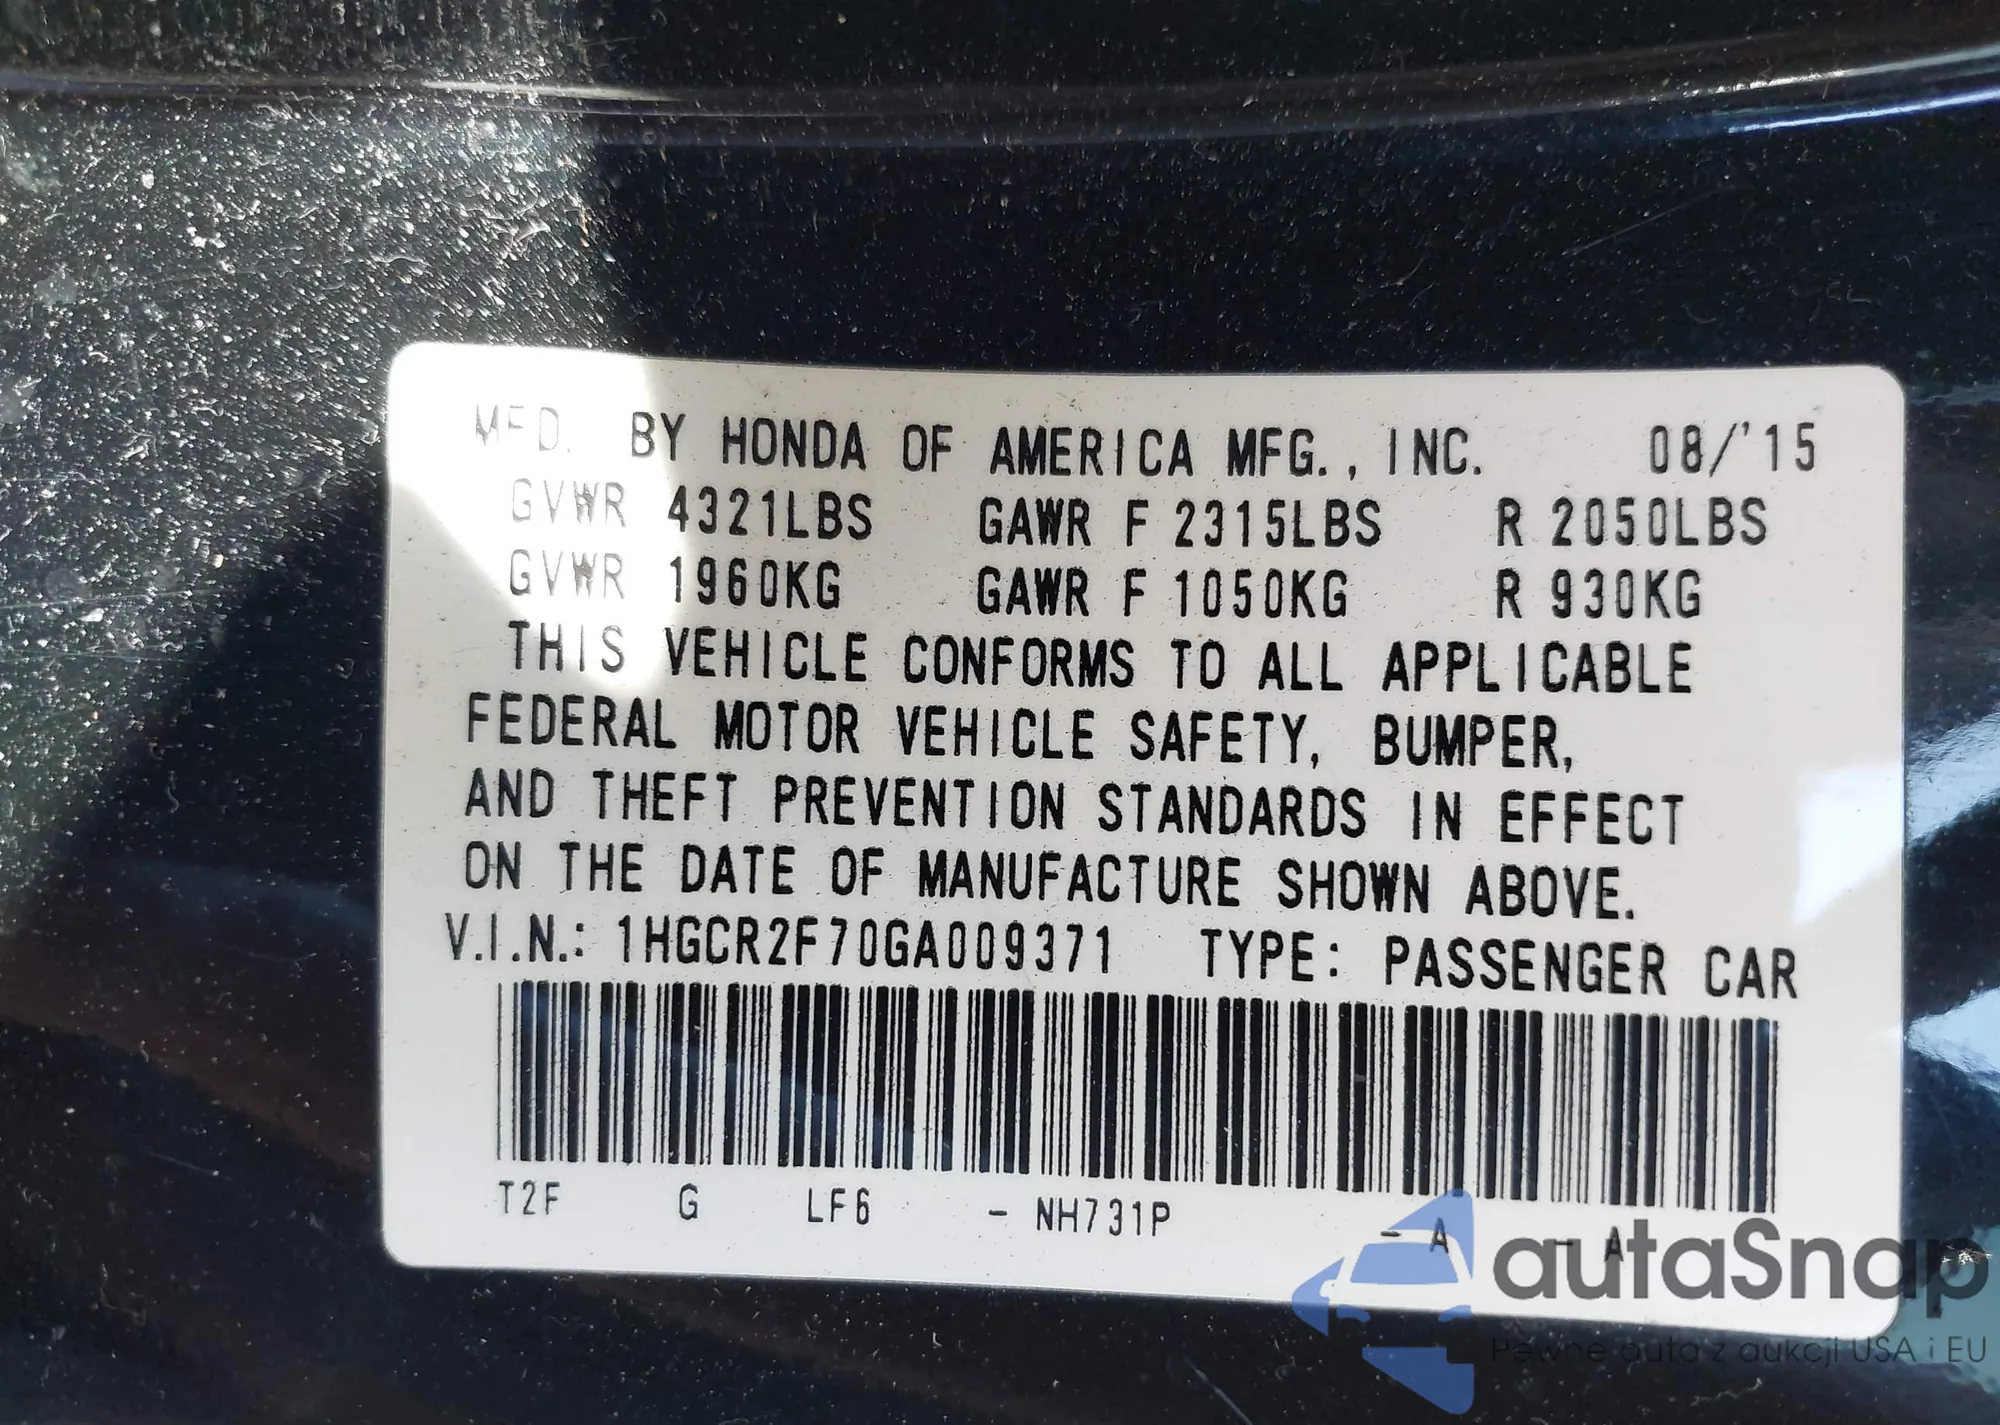 MFD. BY HONDA OF AMERICA MFG., INC. 08/'15
GVWR 4321LBS GAWR F 2315LBS R 2050LBS
GVWR 1960KG GAWR F 1050KG R 930KG
THIS VEHICLE CONFORMS TO ALL APPLICABLE
FEDERAL MOTOR VEHICLE SAFETY, BUMPER,
AND THEFT PREVENTION STANDARDS IN EFFECT
ON THE DATE OF MANUFACTURE SHOWN ABOVE.
V.I.N.: 1HGCR2F70GA009371 TYPE: PASSENGER CAR
T2F G LF6 - NH731P - A - A
autaSnap
Pewne auta z aukcji USA i EU